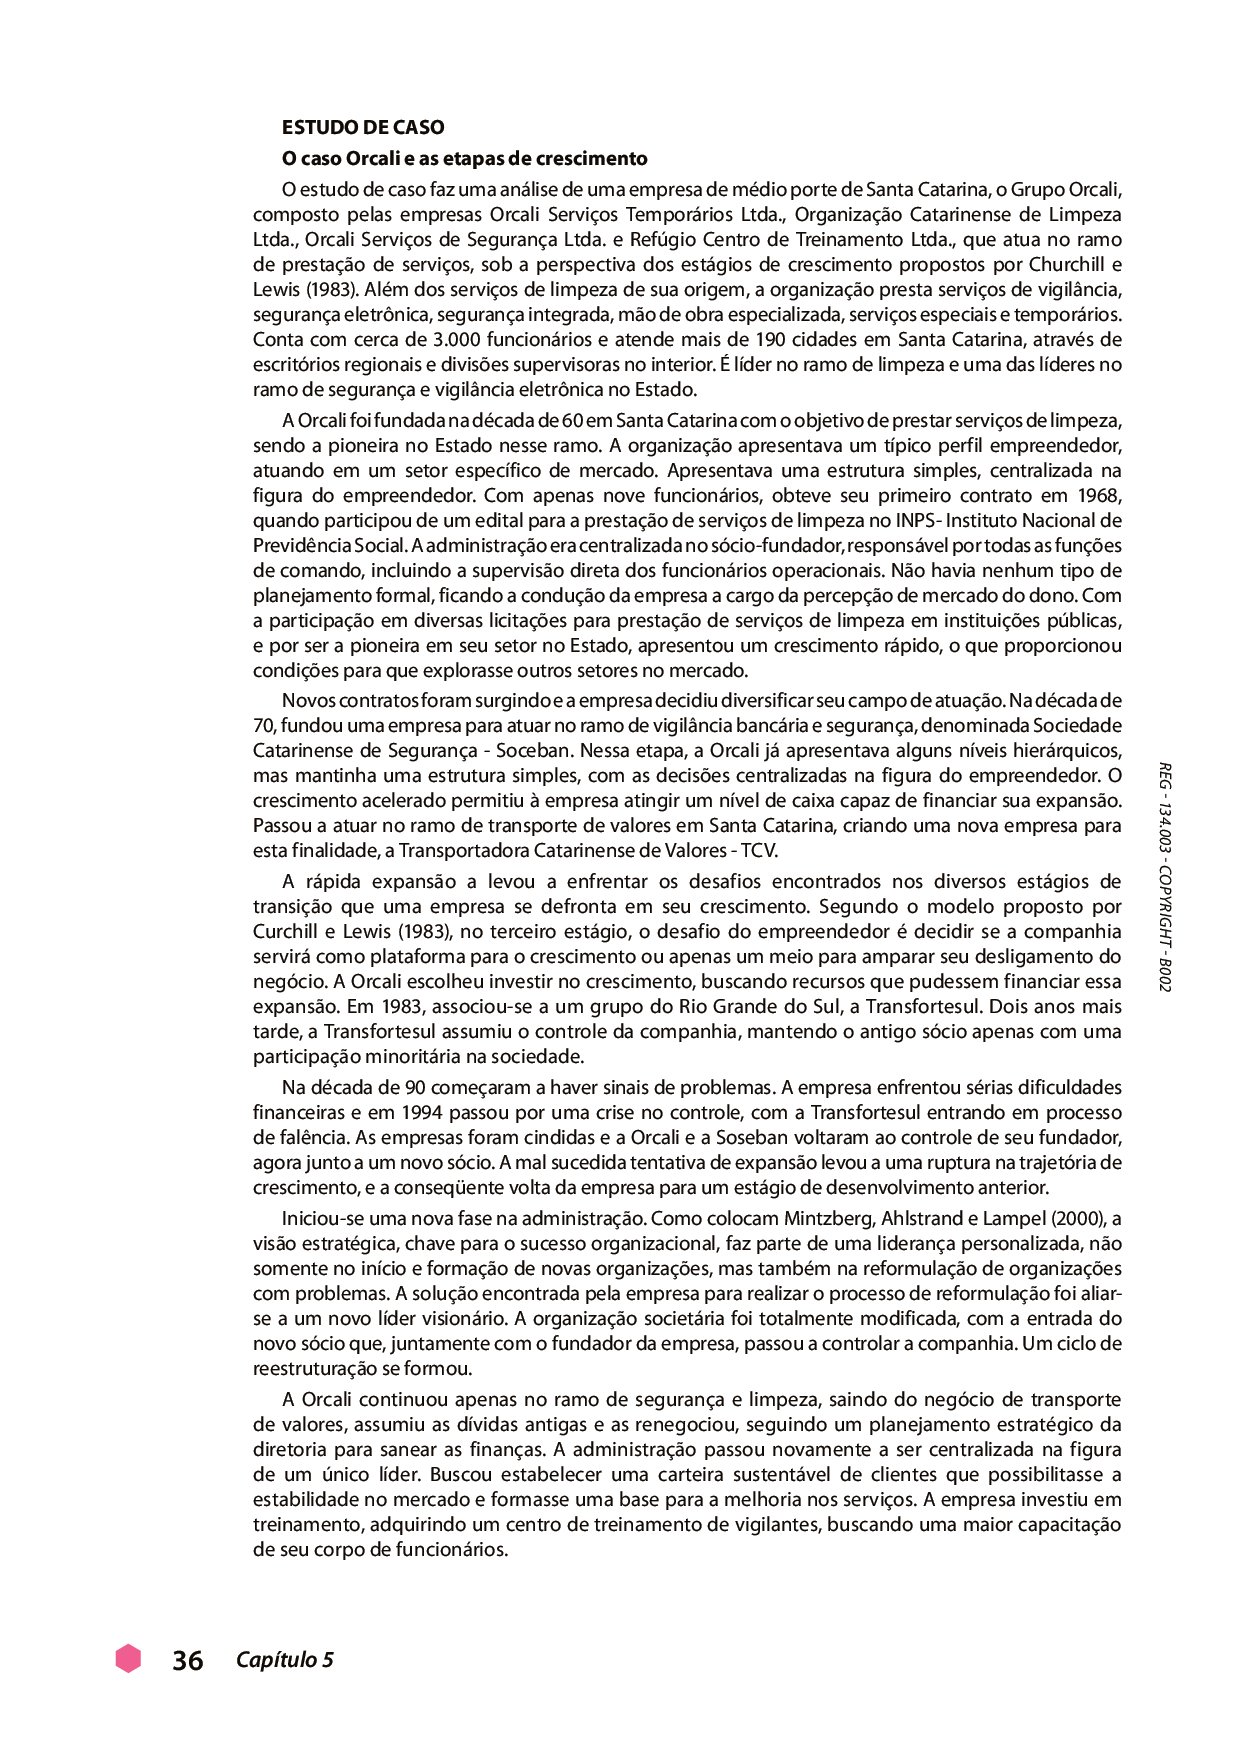 ESTUDO DE CASO
O caso Orcali e as etapas de crescimento
O estudo de caso faz uma análise de uma empresa de médio porte de Santa Catarina, o Grupo Orcali,
composto pelas empresas Orcali Serviços Temporários Ltda., Organização Catarinense de Limpeza
Ltda., Orcali Serviços de Segurança Ltda. e Refúgio Centro de Treinamento Ltda., que atua no ramo
de prestação de serviços, sob a perspectiva dos estágios de crescimento propostos por Churchill e
Lewis (1983). Além dos serviços de limpeza de sua origem, a organização presta serviços de vigilância,
segurança eletrônica, segurança integrada, mão de obra especializada, serviços especiais e temporários.
Conta com cerca de 3.000 funcionários e atende mais de 190 cidades em Santa Catarina, através de
escritórios regionais e divisões supervisoras no interior. É líder no ramo de limpeza e uma das líderes no
ramo de segurança e vigilância eletrônica no Estado.
A Orcali foi fundada na década de 60 em Santa Catarina com o objetivo de prestar serviços de limpeza,
sendo a pioneira no Estado nesse ramo. A organização apresentava um típico perfil empreendedor,
atuando em um setor específico de mercado. Apresentava uma estrutura simples, centralizada na
figura do empreendedor. Com apenas nove funcionários, obteve seu primeiro contrato em 1968,
quando participou de um edital para a prestação de serviços de limpeza no INPS- Instituto Nacional de
Previdência Social. A administração era centralizada no sócio-fundador, responsável por todas as funções
de comando, incluindo a supervisão direta dos funcionários operacionais. Não havia nenhum tipo de
planejamento formal, ficando a condução da empresa a cargo da percepção de mercado do dono. Com
a participação em diversas licitações para prestação de serviços de limpeza em instituições públicas,
e por ser a pioneira em seu setor no Estado, apresentou um crescimento rápido, o que proporcionou
condições para que explorasse outros setores no mercado.
Novos contratos foram surgindo e a empresa decidiu diversificar seu campo de atuação. Na década de
70, fundou uma empresa para atuar no ramo de vigilância bancária e segurança, denominada Sociedade
Catarinense de Segurança - Soceban. Nessa etapa, a Orcali já apresentava alguns níveis hierárquicos,
mas mantinha uma estrutura simples, com as decisões centralizadas na figura do empreendedor. O
crescimento acelerado permitiu à empresa atingir um nível de caixa capaz de financiar sua expansão.
Passou a atuar no ramo de transporte de valores em Santa Catarina, criando uma nova empresa para
esta finalidade, a Transportadora Catarinense de Valores - TCV.
A rápida expansão a levou a enfrentar os desafios encontrados nos diversos estágios de
transição que uma empresa se defronta em seu crescimento. Segundo o modelo proposto por
Curchill e Lewis (1983), no terceiro estágio, o desafio do empreendedor é decidir se a companhia
servirá como plataforma para o crescimento ou apenas um meio para amparar seu desligamento do
negócio. A Orcali escolheu investir no crescimento, buscando recursos que pudessem financiar essa
expansão. Em 1983, associou-se a um grupo do Rio Grande do Sul, a Transfortesul. Dois anos mais
tarde, a Transfortesul assumiu o controle da companhia, mantendo o antigo sócio apenas com uma
participação minoritária na sociedade.
Na década de 90 começaram a haver sinais de problemas. A empresa enfrentou sérias dificuldades
financeiras e em 1994 passou por uma crise no controle, com a Transfortesul entrando em processo
de falência. As empresas foram cindidas e a Orcali e a Soseban voltaram ao controle de seu fundador,
agora junto a um novo sócio. A mal sucedida tentativa de expansão levou a uma ruptura na trajetória de
crescimento, e a conseqüente volta da empresa para um estágio de desenvolvimento anterior.
Iniciou-se uma nova fase na administração. Como colocam Mintzberg, Ahlstrand e Lampel (2000), a
visão estratégica, chave para o sucesso organizacional, faz parte de uma liderança personalizada, não
somente no início e formação de novas organizações, mas também na reformulação de organizações
com problemas. A solução encontrada pela empresa para realizar o processo de reformulação foi aliar-
se a um novo líder visionário. A organização societária foi totalmente modificada, com a entrada do
novo sócio que, juntamente com o fundador da empresa, passou a controlar a companhia. Um ciclo de
reestruturação se formou.
A Orcali continuou apenas no ramo de segurança e limpeza, saindo do negócio de transporte
de valores, assumiu as dívidas antigas e as renegociou, seguindo um planejamento estratégico da
diretoria para sanear as finanças. A administração passou novamente a ser centralizada na figura
de um único líder. Buscou estabelecer uma carteira sustentável de clientes que possibilitasse a
estabilidade no mercado e formasse uma base para a melhoria nos serviços. A empresa investiu em
treinamento, adquirindo um centro de treinamento de vigilantes, buscando uma maior capacitação
de seu corpo de funcionários.
REG - 134.003 - COPYRIGHT - B002
36 Capítulo 5